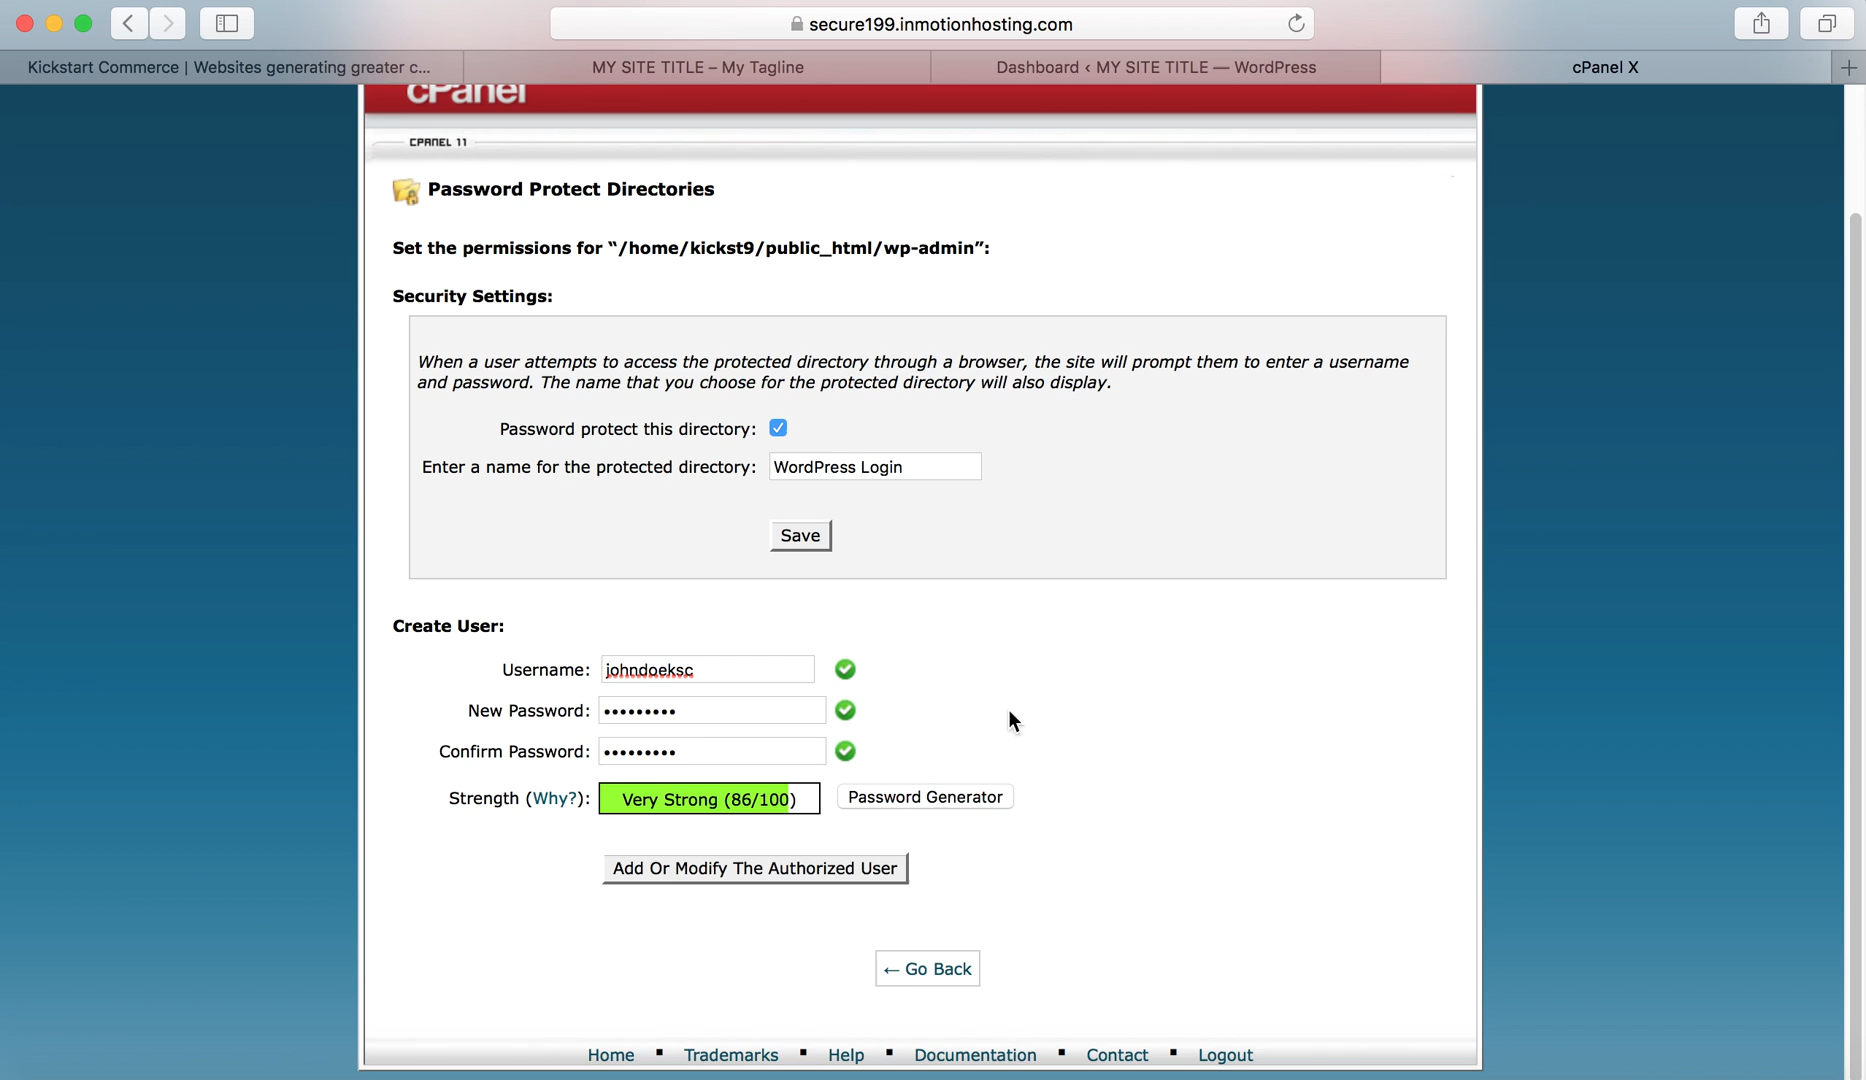 secure199.inmotionhosting.com
Kickstart Commerce | Websites generating greater c...
MY SITE TITLE – My Tagline
Dashboard ‹ MY SITE TITLE — WordPress
cPanel X
cPanel
CPANEL 11
Password Protect Directories
Set the permissions for “/home/kickst9/public_html/wp-admin”:
Security Settings:
When a user attempts to access the protected directory through a browser, the site will prompt them to enter a username
and password. The name that you choose for the protected directory will also display.
Password protect this directory:
Enter a name for the protected directory: WordPress Login
Save
Create User:
Username: johndoeksc
New Password: •••••••••
Confirm Password: •••••••••
Strength (Why?): Very Strong (86/100) Password Generator
Add Or Modify The Authorized User
← Go Back
Home ▪ Trademarks ▪ Help ▪ Documentation ▪ Contact ▪ Logout